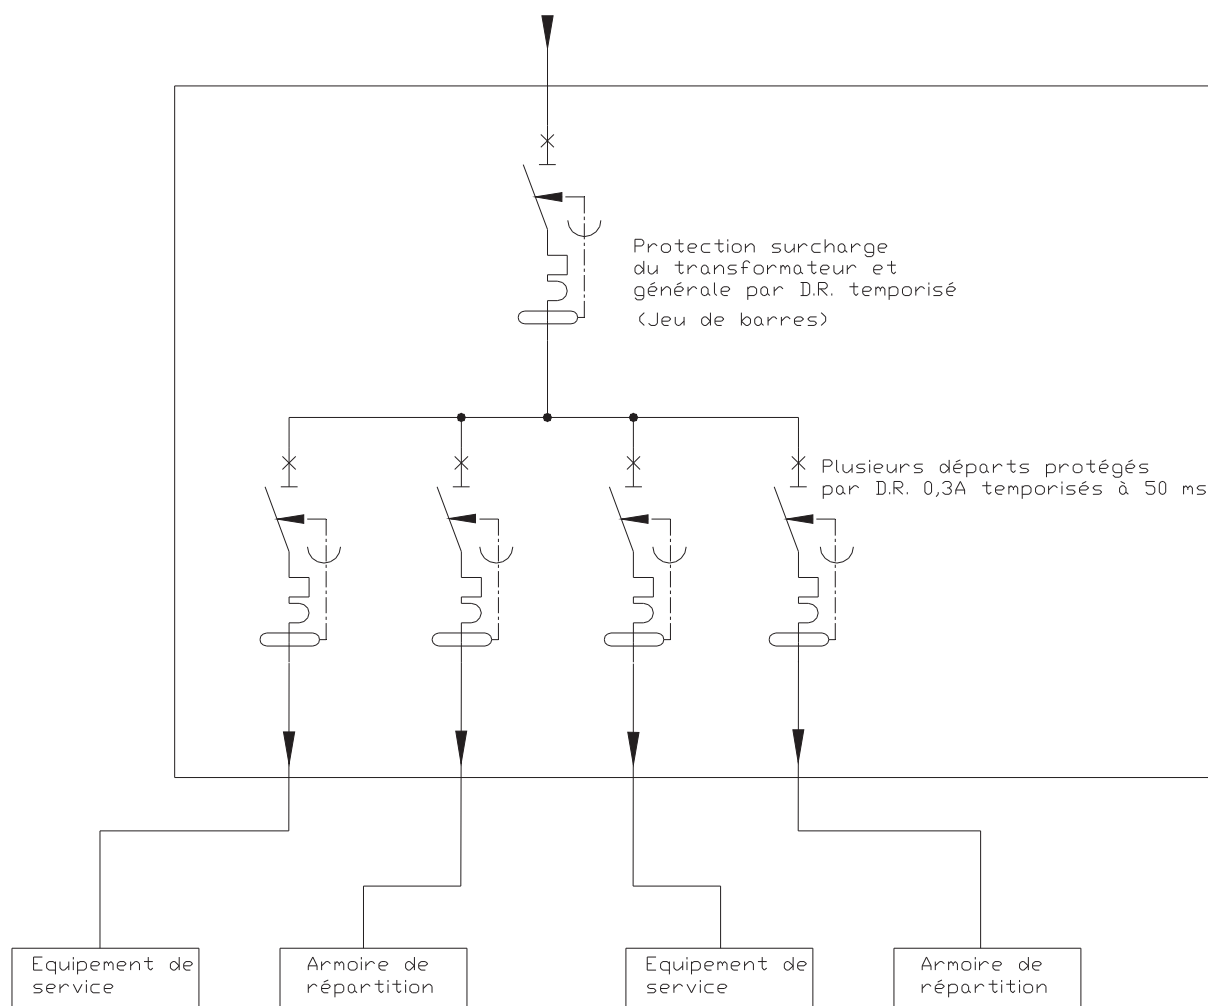 Protection surcharge
du transformateur et
générale par D.R. temporisé
(Jeu de barres)
Plusieurs départs protégés
par D.R. 0,3A temporisés à 50 ms
Equipement de
service
Armoire de
répartition
Equipement de
service
Armoire de
répartition